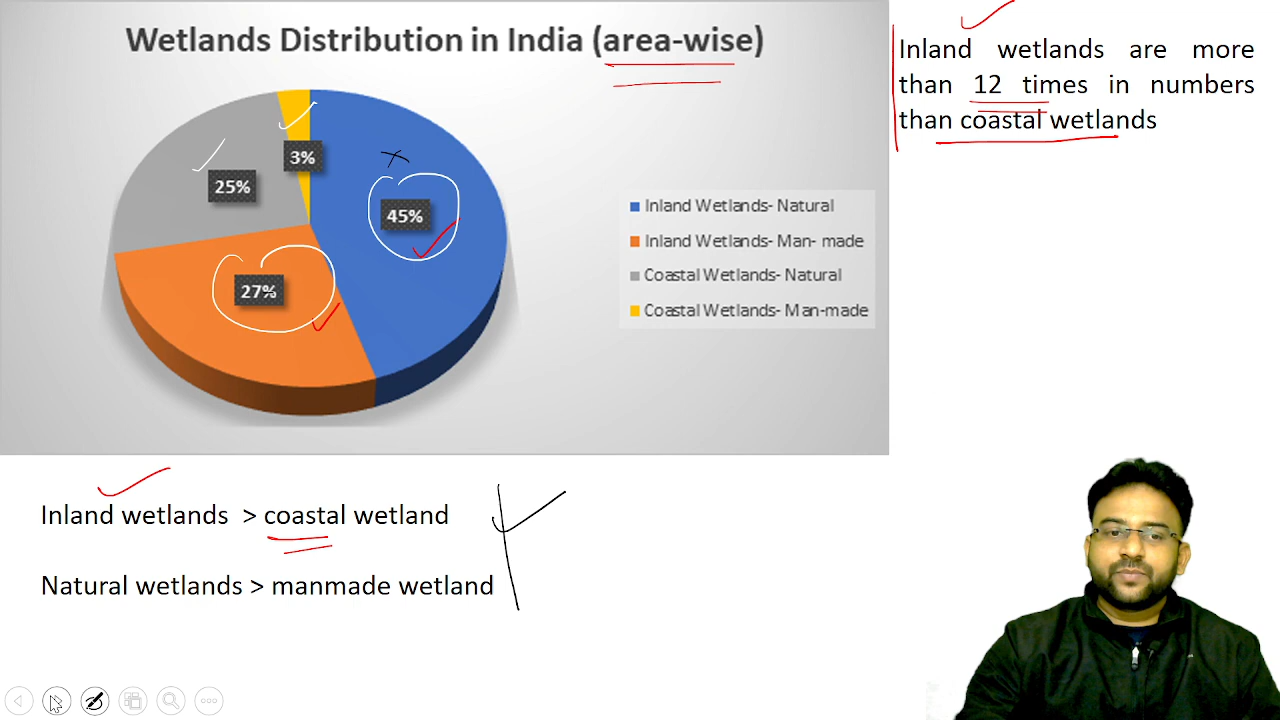 Wetlands Distribution in India (area-wise)
3%
25%
45%
27%
Inland Wetlands- Natural
Inland Wetlands- Man- made
Coastal Wetlands- Natural
Coastal Wetlands- Man-made
Inland wetlands are more
than 12 times in numbers
than coastal wetlands
Inland wetlands > coastal wetland
Natural wetlands > manmade wetland